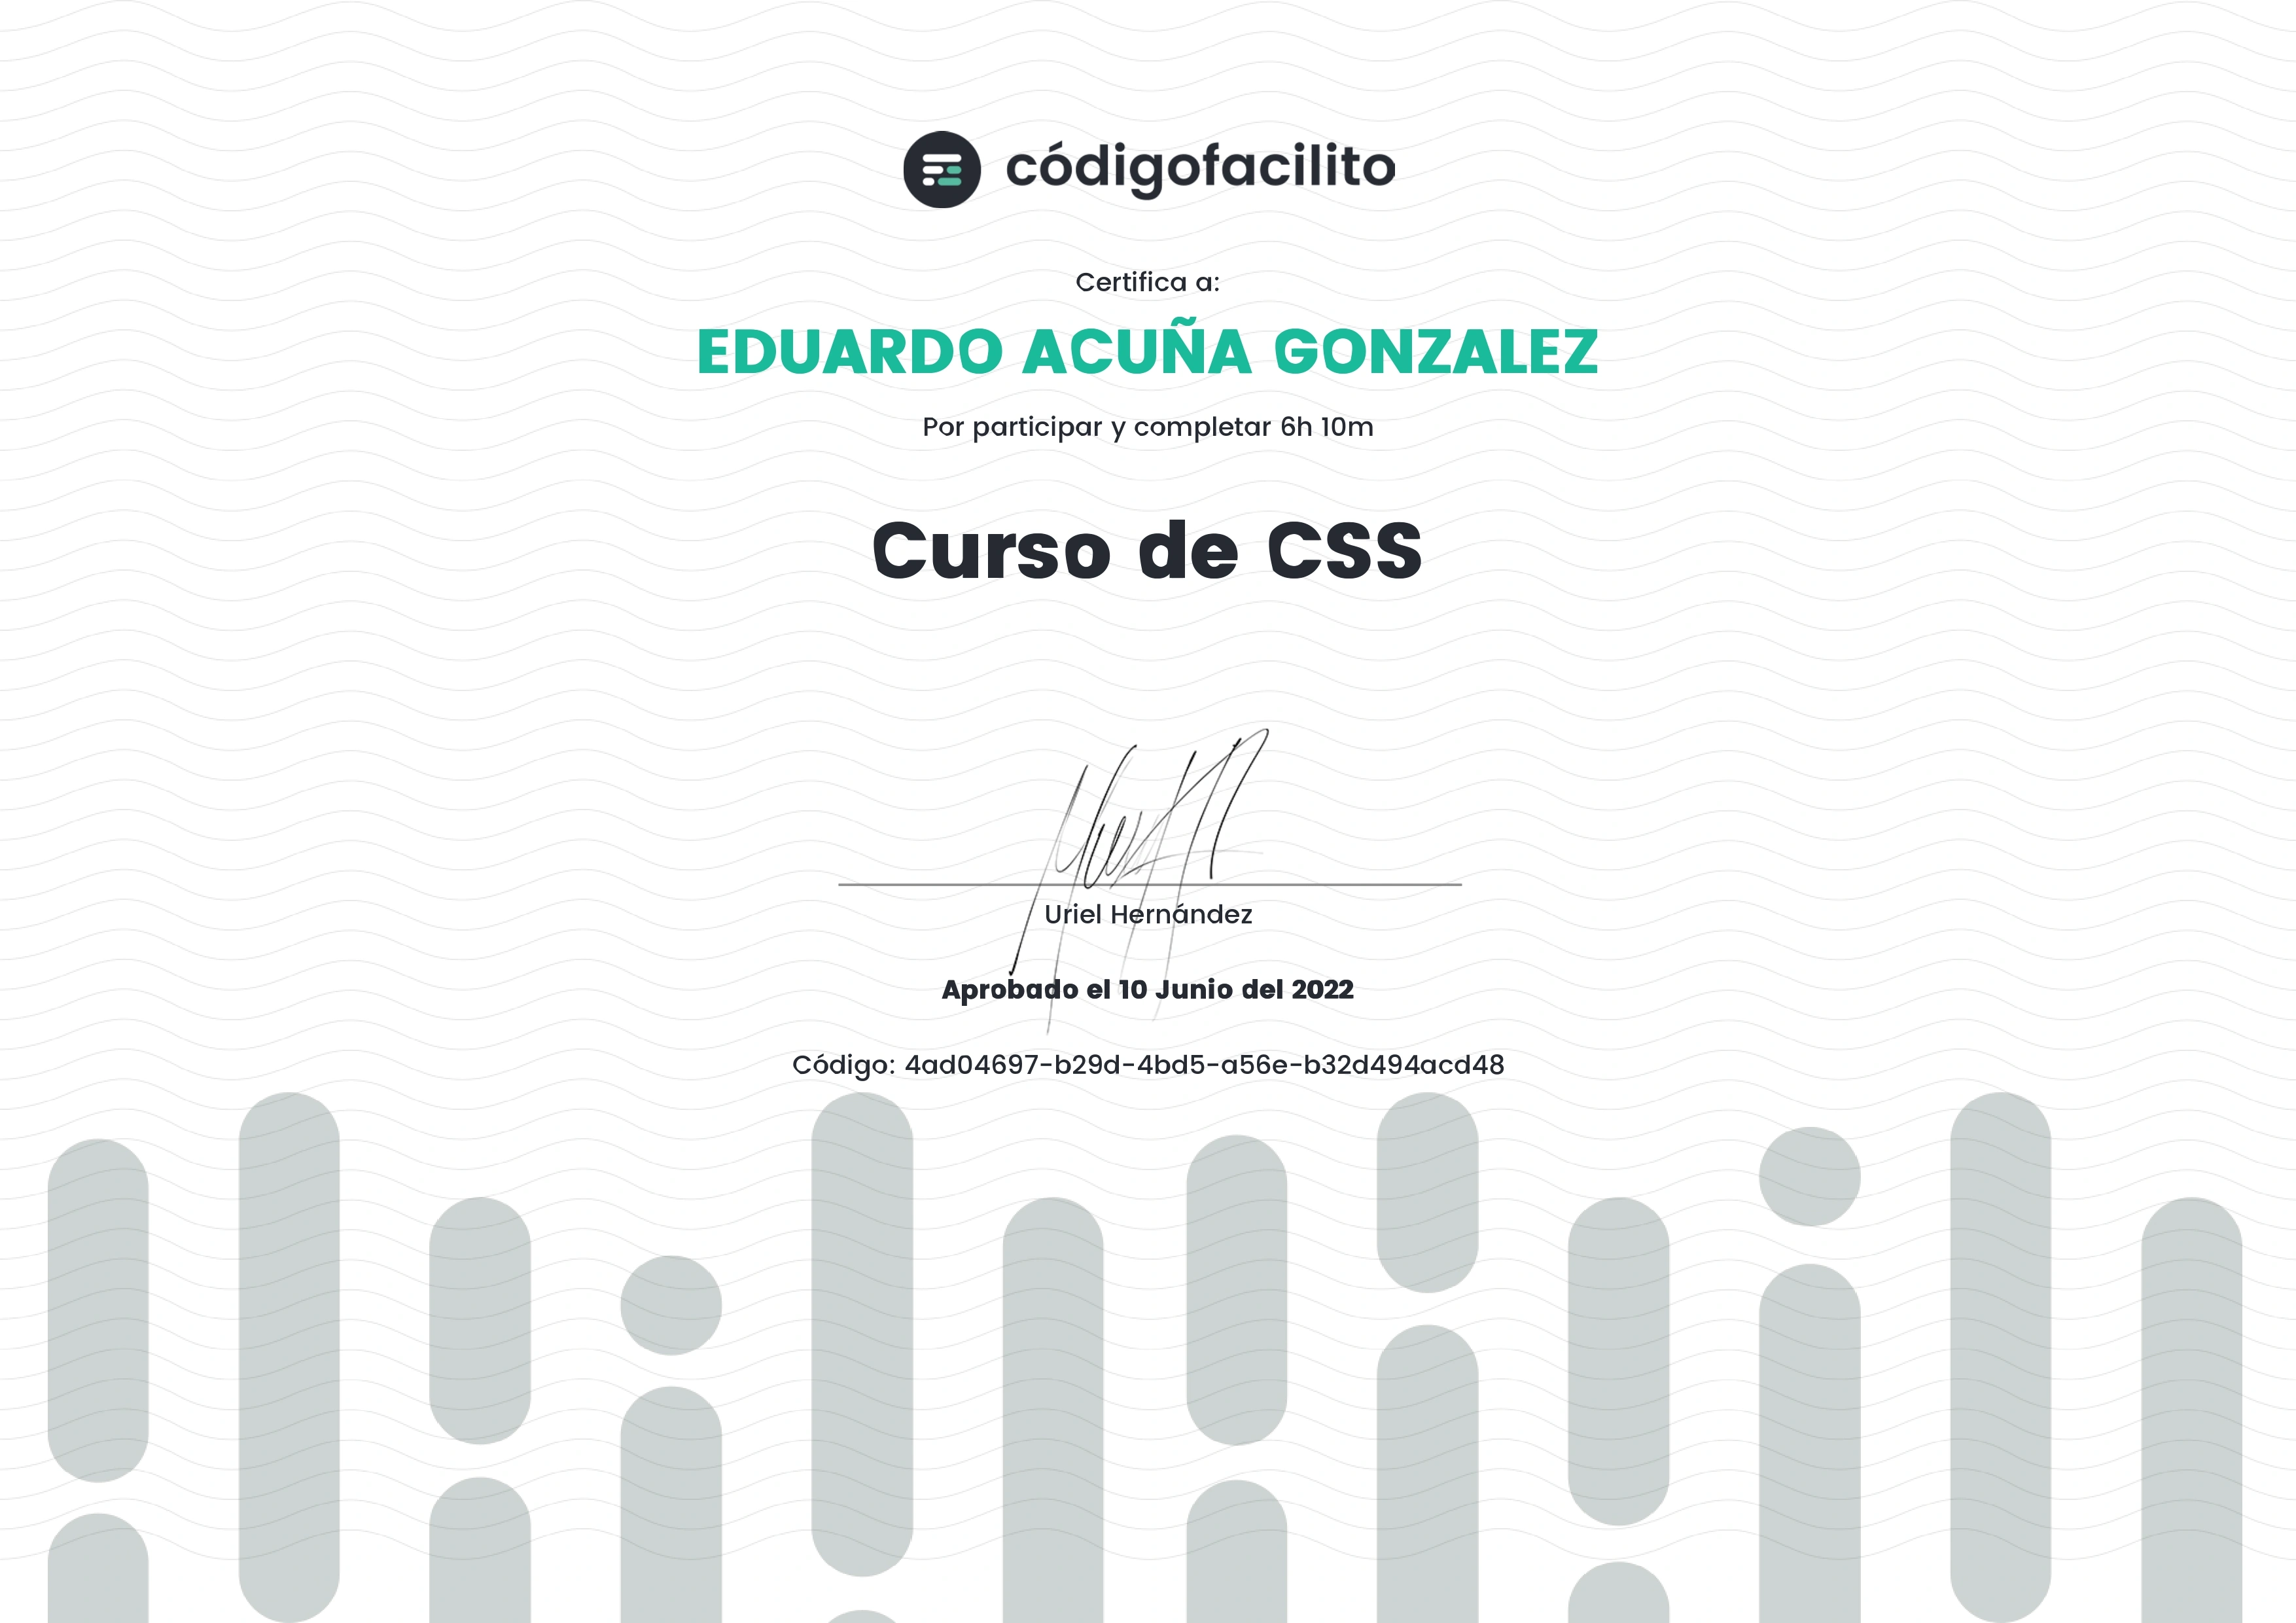 códigofacilito
Certifica a:
EDUARDO ACUÑA GONZALEZ
Por participar y completar 6h 10m
Curso de CSS
Uriel Hernández
Aprobado el 10 Junio del 2022
Código: 4ad04697-b29d-4bd5-a56e-b32d494acd48